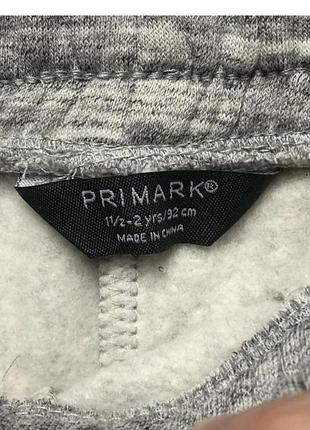 PRIMARK®
1½-2 yrs/92 cm
MADE IN CHINA